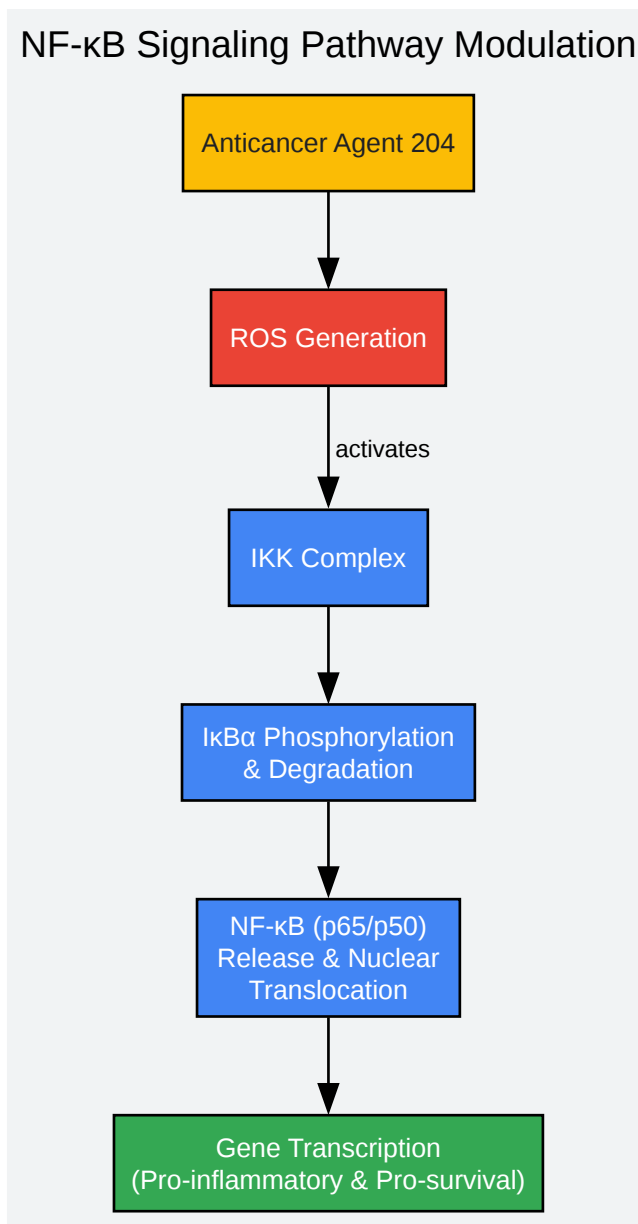 NF-κB Signaling Pathway Modulation
Anticancer Agent 204
ROS Generation
activates
IKK Complex
IκBα Phosphorylation
& Degradation
NF-κB (p65/p50)
Release & Nuclear
Translocation
Gene Transcription
(Pro-inflammatory & Pro-survival)